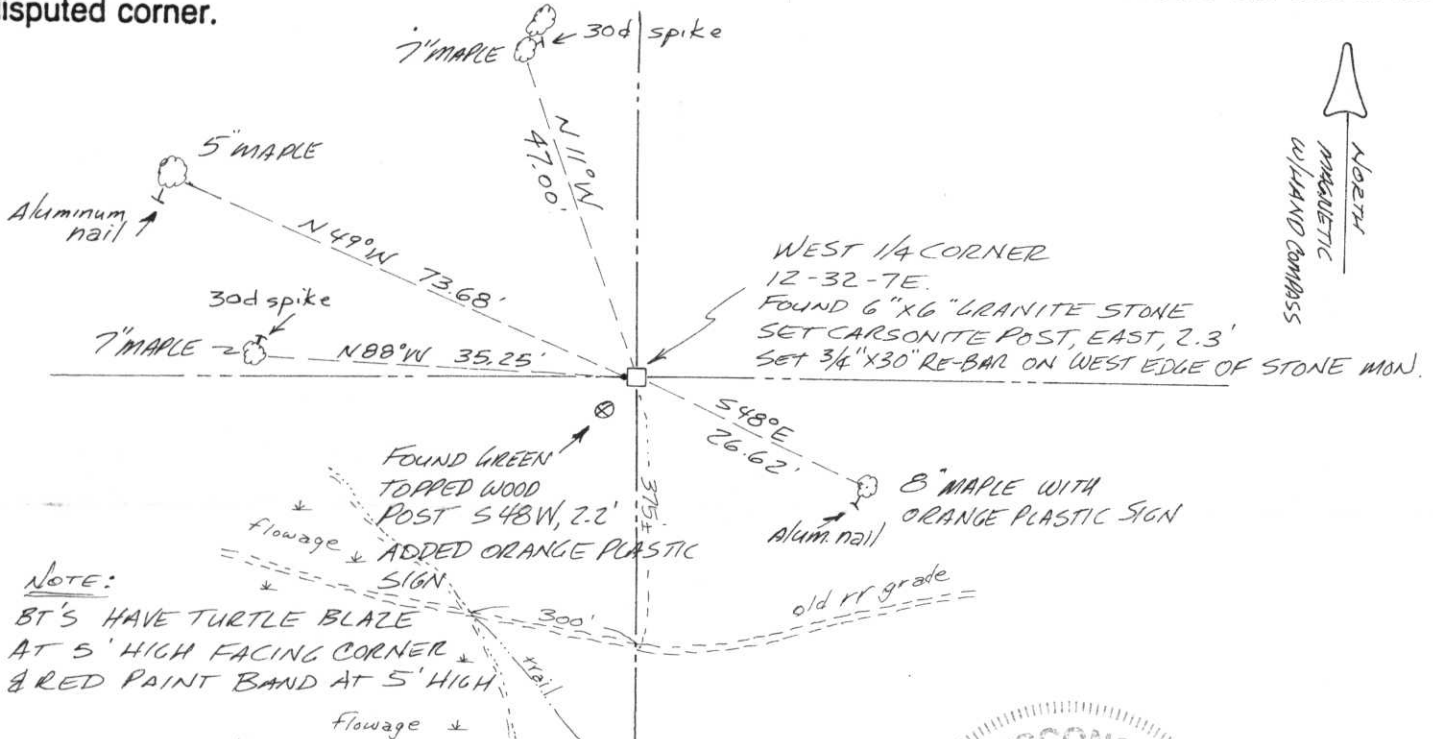 disputed corner.
30d spike
7" MAPLE
5" MAPLE
Aluminum
nail
N 11° W
47.00'
NORTH
MAGNETIC
W/HAND COMPASS
N 49° W 73.68'
30d spike
7" MAPLE
N88°W 35.25'
WEST 1/4 CORNER
12-32-7E.
FOUND 6"X6" GRANITE STONE
SET CARSONITE POST, EAST, 2.3'
SET 3/4"X30" RE-BAR ON WEST EDGE OF STONE MON.
S48°E
26.62'
8" MAPLE WITH
ORANGE PLASTIC SIGN
Alum. nail
FOUND GREEN
TOPPED WOOD
POST S48W, 2.2'
ADDED ORANGE PLASTIC
SIGN
375±
flowage
old rr grade
300'
trail
NOTE:
BT'S HAVE TURTLE BLAZE
AT 5' HIGH FACING CORNER
& RED PAINT BAND AT 5' HIGH
flowage